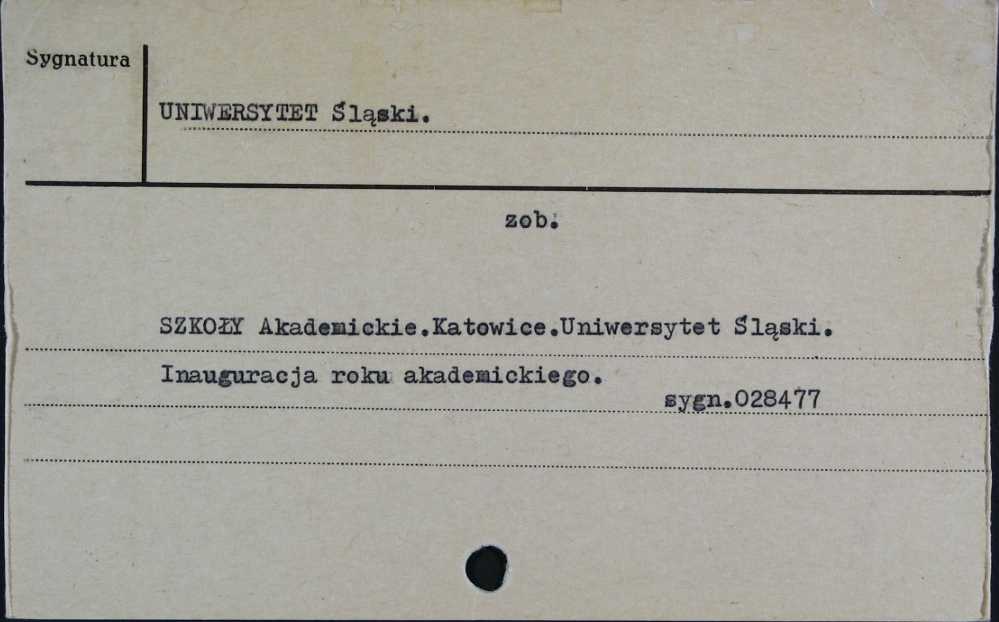 Sygnatura
UNIWERSYTET Śląski.
zob.
SZKOŁY Akademickie.Katowice.Uniwersytet Śląski.
Inauguracja roku akademickiego.
sygn.028477